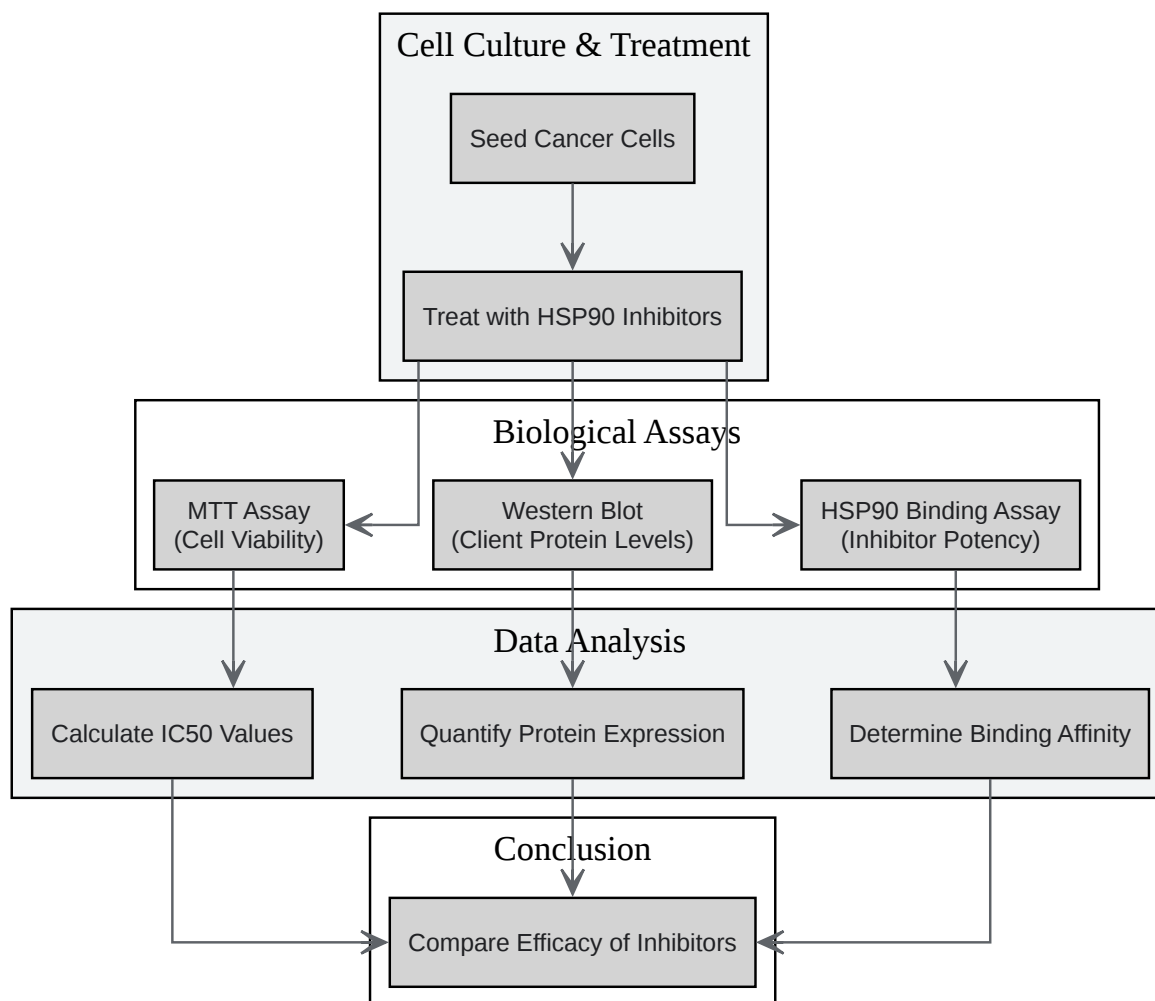 Cell Culture & Treatment
Seed Cancer Cells
Treat with HSP90 Inhibitors
Biological Assays
MTT Assay
(Cell Viability)
Western Blot
(Client Protein Levels)
HSP90 Binding Assay
(Inhibitor Potency)
Data Analysis
Calculate IC50 Values
Quantify Protein Expression
Determine Binding Affinity
Conclusion
Compare Efficacy of Inhibitors